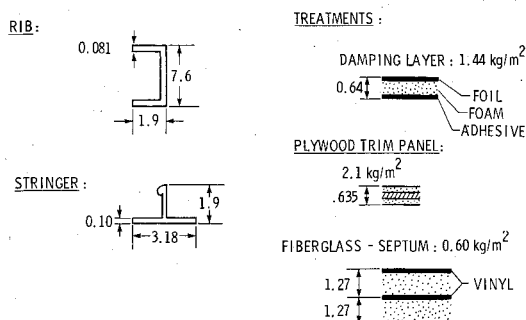 RIB:
0.081
7.6
1.9
STRINGER:
1.9
0.10
3.18
TREATMENTS:
DAMPING LAYER: 1.44 kg/m²
0.64
FOIL
FOAM
ADHESIVE
PLYWOOD TRIM PANEL:
2.1 kg/m²
.635
FIBERGLASS - SEPTUM: 0.60 kg/m²
1.27
VINYL
1.27